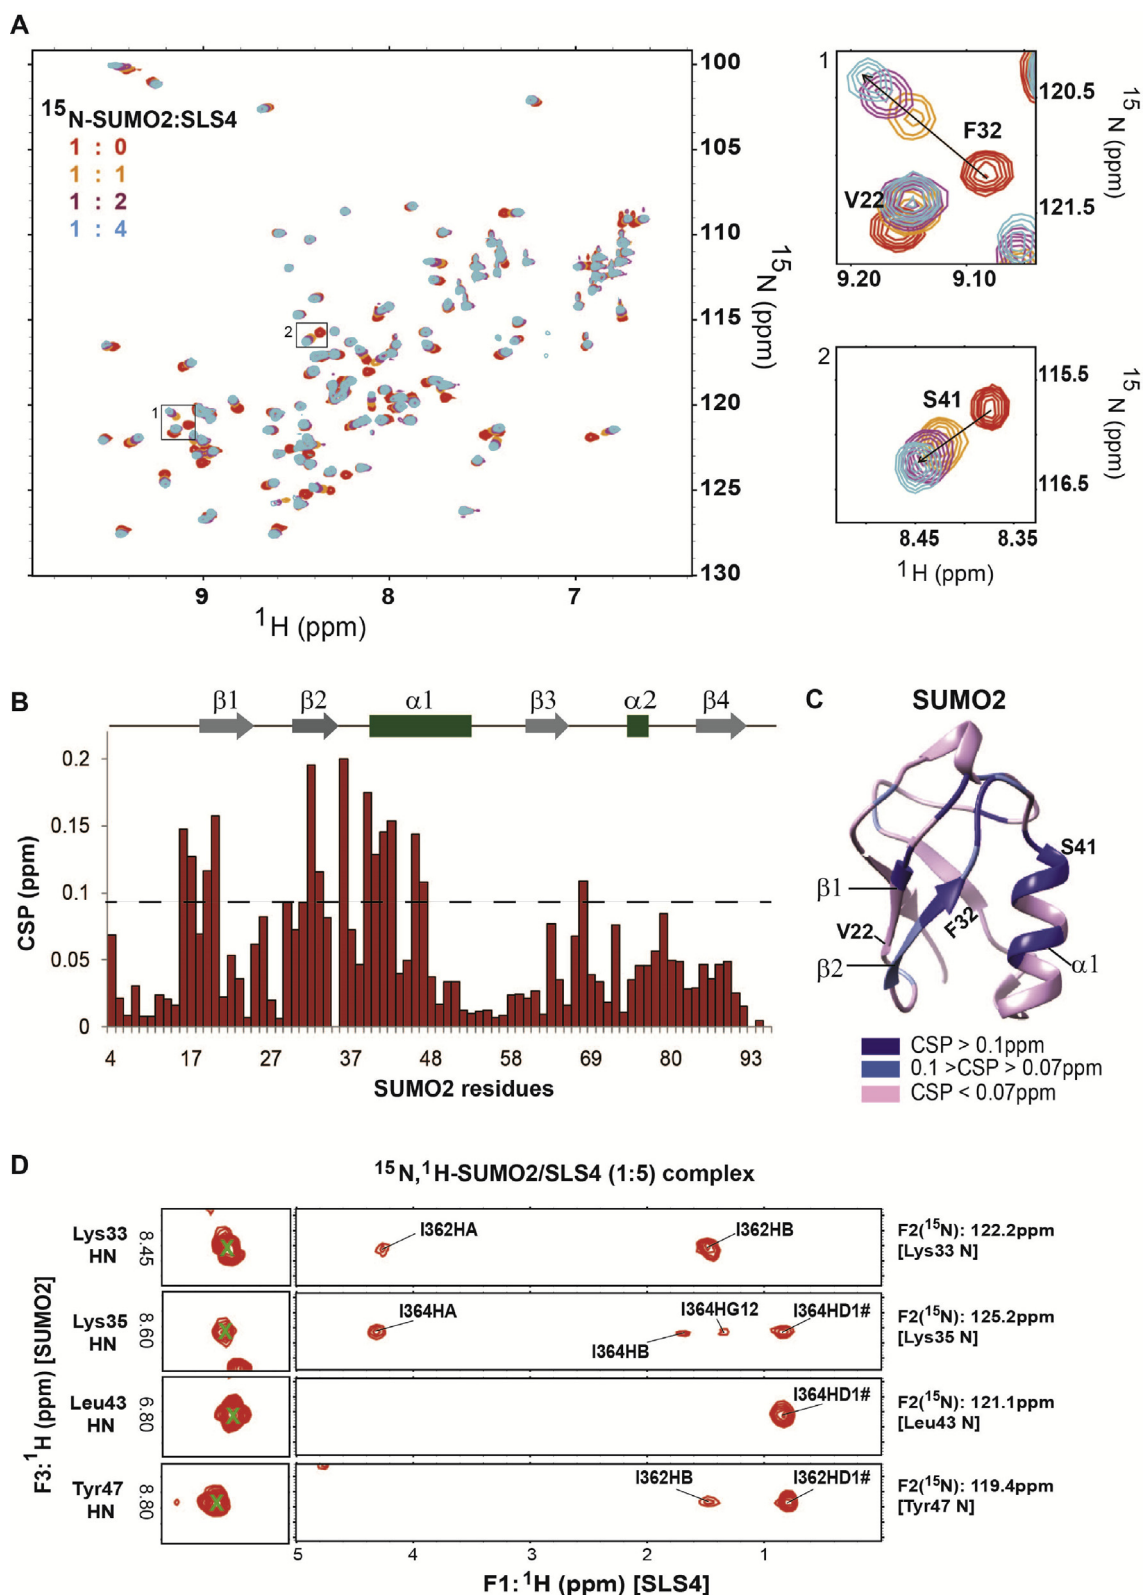 A
15N-SUMO2:SLS4
1 : 0
1 : 1
1 : 2
1 : 4
1
2
100
105
110
115
120
125
130
15N (ppm)
9
8
7
1H (ppm)
1
F32
V22
120.5
121.5
15N (ppm)
9.20
9.10
2
S41
115.5
116.5
15N (ppm)
8.45
8.35
1H (ppm)
B
β1
β2
α1
β3
α2
β4
0.2
0.15
0.1
0.05
0
CSP (ppm)
4
17
27
37
48
58
69
80
93
SUMO2 residues
C
SUMO2
S41
β1
F32
V22
β2
α1
CSP > 0.1ppm
0.1 >CSP > 0.07ppm
CSP < 0.07ppm
D
15N,1H-SUMO2/SLS4 (1:5) complex
F3:1H (ppm) [SUMO2]
Lys33
HN
8.45
I362HA
I362HB
F2(15N): 122.2ppm
[Lys33 N]
Lys35
HN
8.60
I364HA
I364HB
I364HG12
I364HD1#
F2(15N): 125.2ppm
[Lys35 N]
Leu43
HN
9.80
I364HD1#
F2(15N): 121.1ppm
[Leu43 N]
Tyr47
HN
8.80
I362HB
I362HD1#
F2(15N): 119.4ppm
[Tyr47 N]
5
4
3
2
1
F1:1H (ppm) [SLS4]